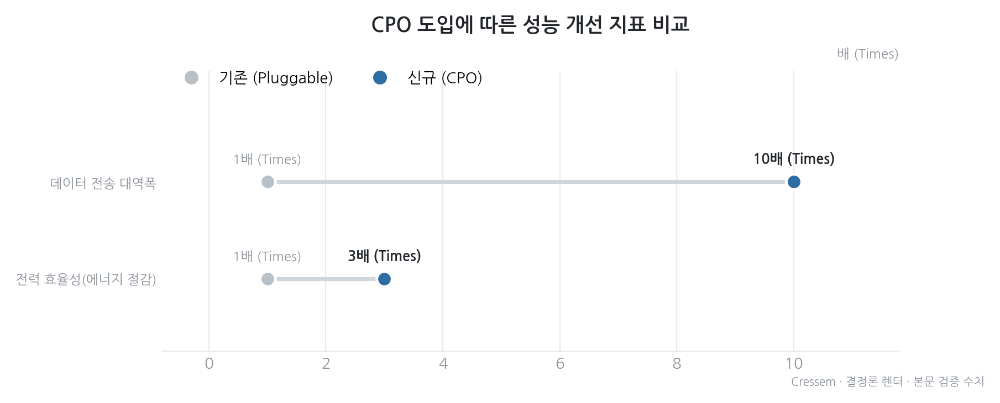 CPO 도입에 따른 성능 개선 지표 비교
배 (Times)
기존 (Pluggable) 신규 (CPO)
1배 (Times) 10배 (Times)
데이터 전송 대역폭
1배 (Times) 3배 (Times)
전력 효율성(에너지 절감)
0 2 4 6 8 10
Cressem · 결정론 렌더 · 본문 검증 수치